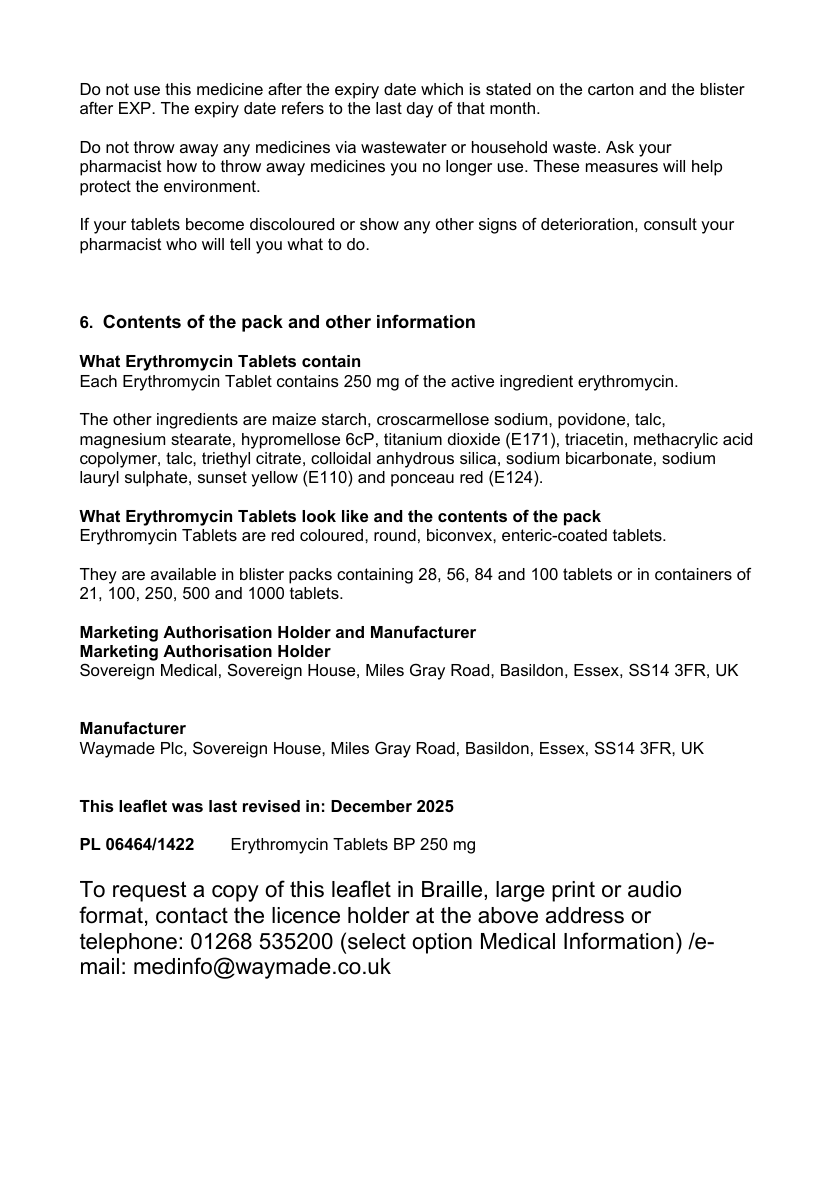 Do not use this medicine after the expiry date which is stated on the carton and the blister
after EXP. The expiry date refers to the last day of that month.
Do not throw away any medicines via wastewater or household waste. Ask your
pharmacist how to throw away medicines you no longer use. These measures will help
protect the environment.
If your tablets become discoloured or show any other signs of deterioration, consult your
pharmacist who will tell you what to do.
6. Contents of the pack and other information
What Erythromycin Tablets contain
Each Erythromycin Tablet contains 250 mg of the active ingredient erythromycin.
The other ingredients are maize starch, croscarmellose sodium, povidone, talc,
magnesium stearate, hypromellose 6cP, titanium dioxide (E171), triacetin, methacrylic acid
copolymer, talc, triethyl citrate, colloidal anhydrous silica, sodium bicarbonate, sodium
lauryl sulphate, sunset yellow (E110) and ponceau red (E124).
What Erythromycin Tablets look like and the contents of the pack
Erythromycin Tablets are red coloured, round, biconvex, enteric-coated tablets.
They are available in blister packs containing 28, 56, 84 and 100 tablets or in containers of
21, 100, 250, 500 and 1000 tablets.
Marketing Authorisation Holder and Manufacturer
Marketing Authorisation Holder
Sovereign Medical, Sovereign House, Miles Gray Road, Basildon, Essex, SS14 3FR, UK
Manufacturer
Waymade Plc, Sovereign House, Miles Gray Road, Basildon, Essex, SS14 3FR, UK
This leaflet was last revised in: December 2025
PL 06464/1422 Erythromycin Tablets BP 250 mg
To request a copy of this leaflet in Braille, large print or audio
format, contact the licence holder at the above address or
telephone: 01268 535200 (select option Medical Information) /e-
mail: medinfo@waymade.co.uk